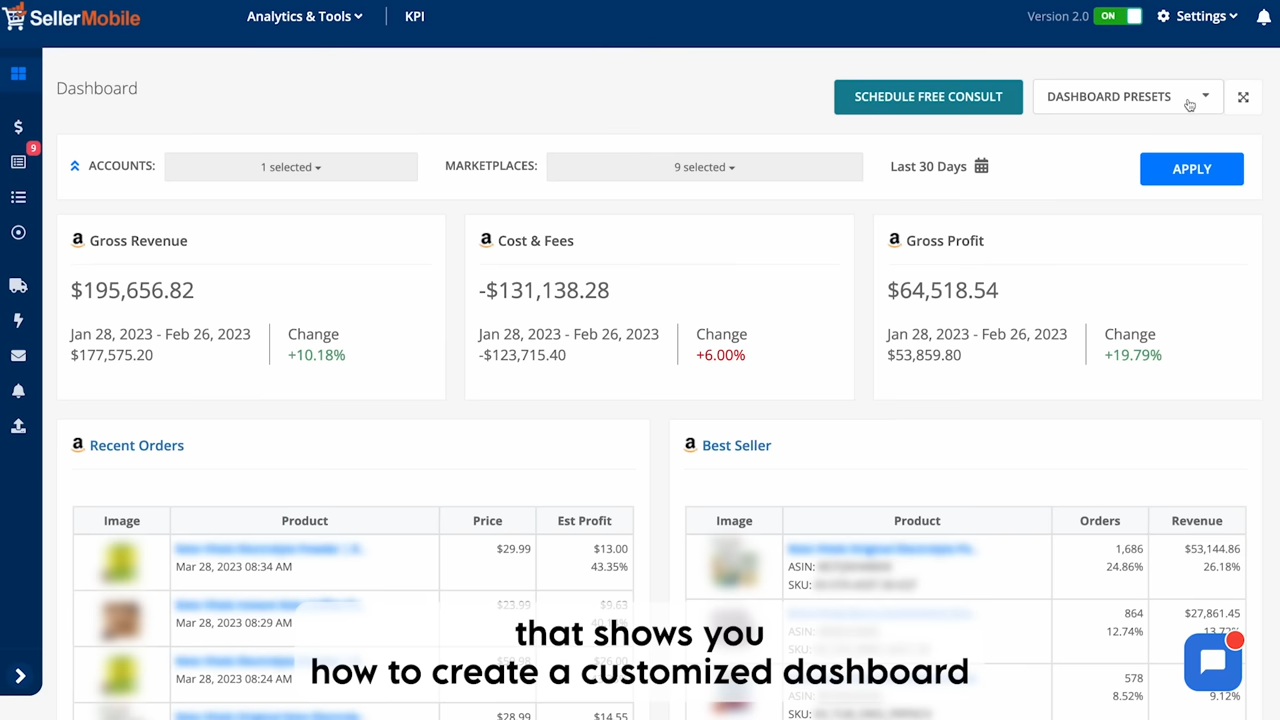 SellerMobile
Analytics & Tools
KPI
Version 2.0
ON
Settings
Dashboard
SCHEDULE FREE CONSULT
DASHBOARD PRESETS
9
ACCOUNTS:
1 selected
MARKETPLACES:
9 selected
Last 30 Days
APPLY
a Gross Revenue
$195,656.82
Jan 28, 2023 - Feb 26, 2023
Change
$177,575.20
+10.18%
a Cost & Fees
-$131,138.28
Jan 28, 2023 - Feb 26, 2023
Change
-$123,715.40
+6.00%
a Gross Profit
$64,518.54
Jan 28, 2023 - Feb 26, 2023
Change
$53,859.80
+19.79%
a Recent Orders
Image Product Price Est Profit
$29.99 $13.00
Mar 28, 2023 08:34 AM 43.35%
$23.99 $9.63
Mar 28, 2023 08:29 AM
Mar 28, 2023 08:24 AM
$28.99 $14.55
a Best Seller
Image Product Orders Revenue
1,686 $53,144.86
ASIN: 24.86% 26.18%
SKU:
864 $27,861.45
ASIN: 12.74% 13.72%
SKU:
578
ASIN: 8.52% 9.12%
SKU:
that shows you
how to create a customized dashboard